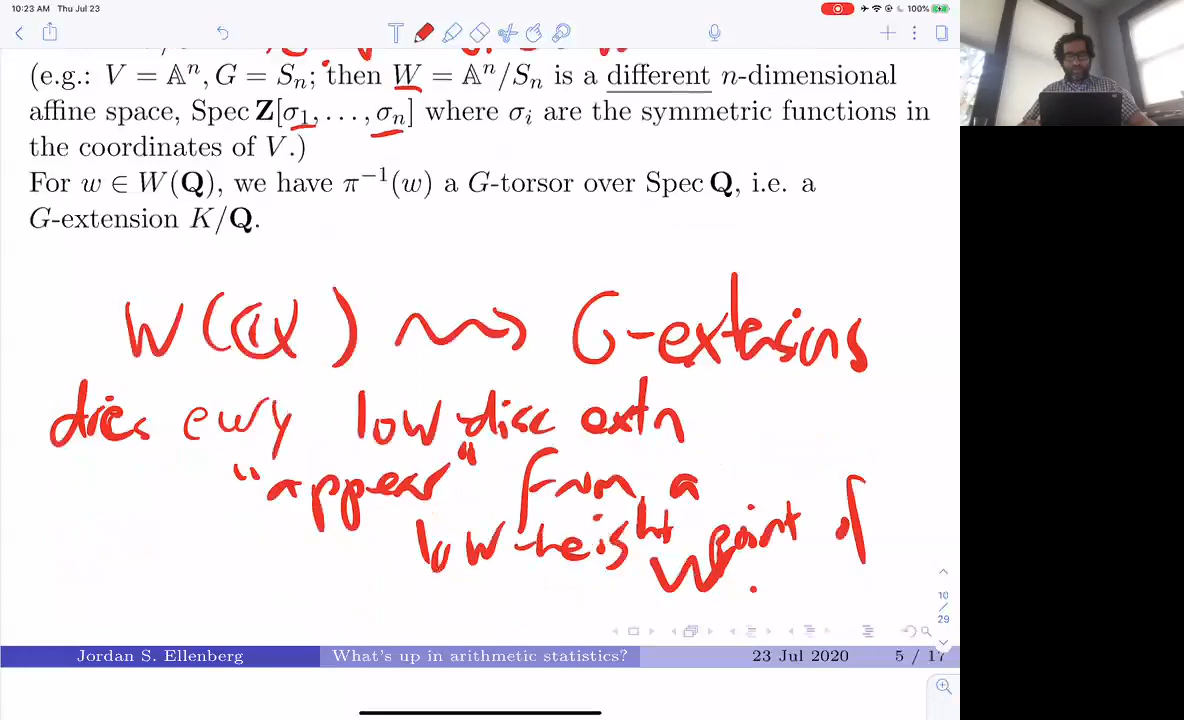 10:23 AM Thu Jul 23
100%
(e.g.: V = 𝔸ⁿ, G = Sₙ; then W = 𝔸ⁿ/Sₙ is a different n-dimensional
affine space, Spec Z[σ₁, . . . , σₙ] where σᵢ are the symmetric functions in
the coordinates of V.)
For w ∈ W(Q), we have π⁻¹(w) a G-torsor over Spec Q, i.e. a
G-extension K/Q.
W(ℚ) ⇝ G-extensions
does every low-disc extn
"appear" from a
low-height point of
W.
10
/
29
Jordan S. Ellenberg What's up in arithmetic statistics? 23 Jul 2020 5 / 17